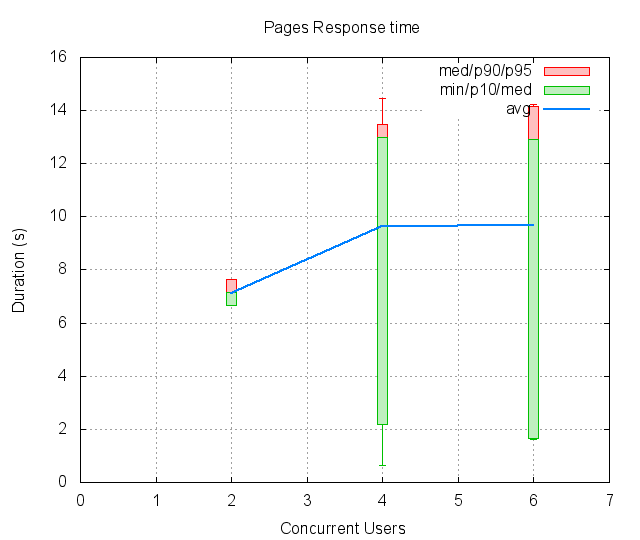 Pages Response time
16
14
12
10
8
6
4
2
0
Duration (s)
med/p90/p95
min/p10/med
avg
0 1 2 3 4 5 6 7
Concurrent Users